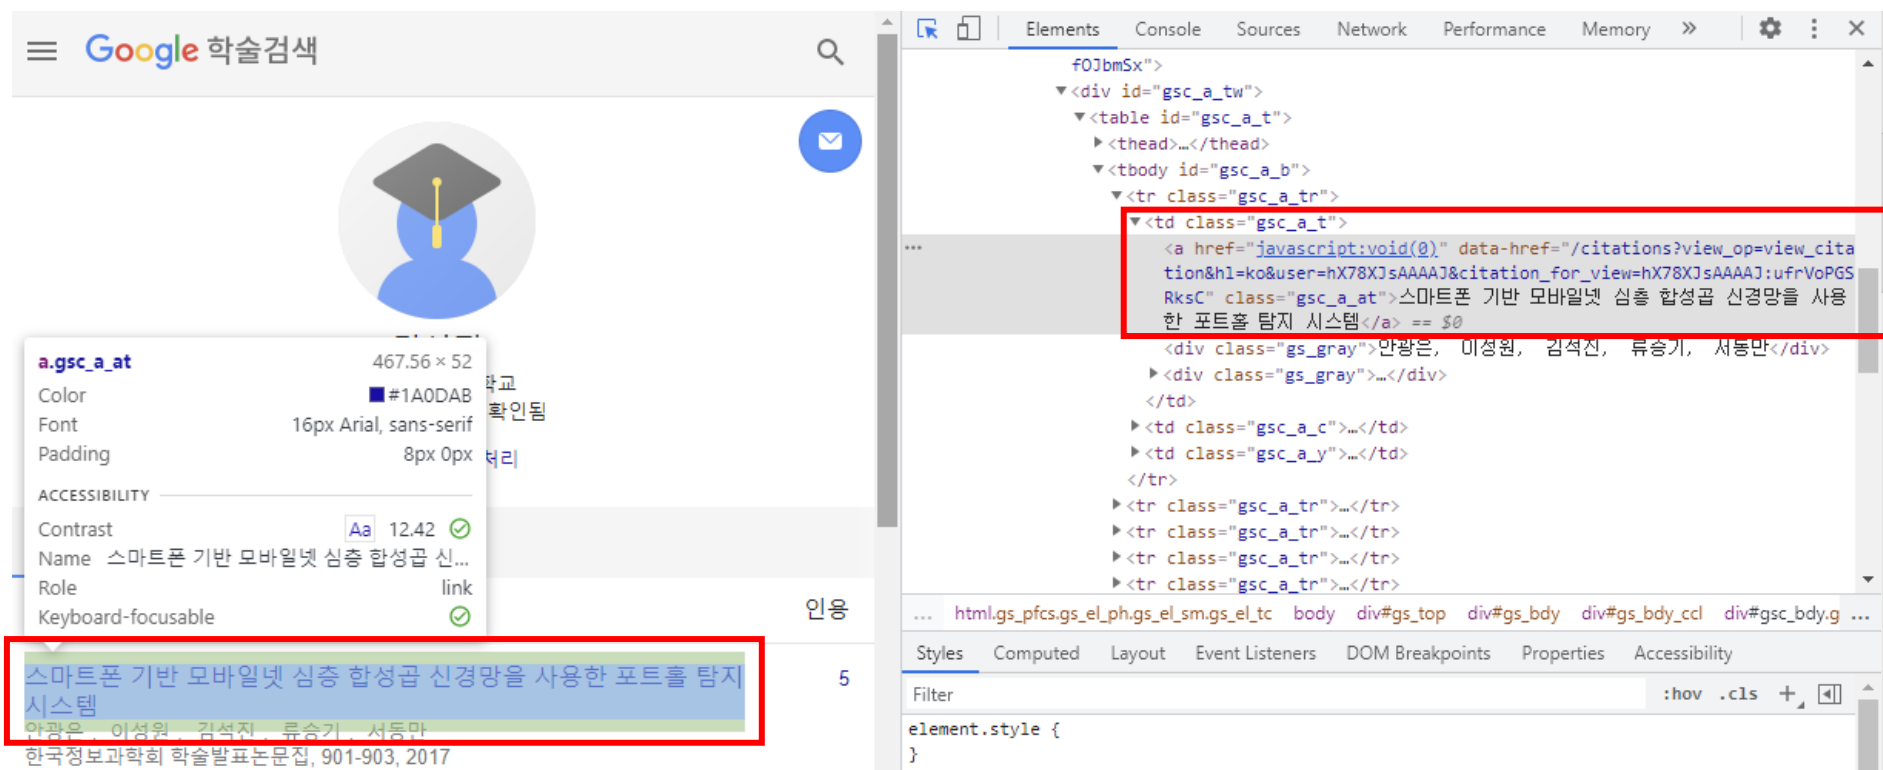 Google 학술검색
학교
확인됨
처리
a.gsc_a_at 467.56 × 52
Color #1A0DAB
Font 16px Arial, sans-serif
Padding 8px 0px
ACCESSIBILITY
Contrast Aa 12.42
Name 스마트폰 기반 모바일넷 심층 합성곱 신...
Role link
Keyboard-focusable
인용
스마트폰 기반 모바일넷 심층 합성곱 신경망을 사용한 포트홀 탐지 5
시스템
안광은, 이성원, 김석진, 류승기, 서동만
한국정보과학회 학술발표논문집, 901-903, 2017
Elements Console Sources Network Performance Memory »
fOJbmSx">
▼<div id="gsc_a_tw">
▼<table id="gsc_a_t">
▶<thead>…</thead>
▼<tbody id="gsc_a_b">
▼<tr class="gsc_a_tr">
▼<td class="gsc_a_t">
<a href="javascript:void(0)" data-href="/citations?view_op=view_cita
tion&hl=ko&user=hX78XJsAAAAJ&citation_for_view=hX78XJsAAAAJ:ufrVoPGS
RksC" class="gsc_a_at">스마트폰 기반 모바일넷 심층 합성곱 신경망을 사용
한 포트홀 탐지 시스템</a> == $0
<div class="gs_gray">안광은, 이성원, 김석진, 류승기, 서동만</div>
▶<div class="gs_gray">…</div>
</td>
▶<td class="gsc_a_c">…</td>
▶<td class="gsc_a_y">…</td>
</tr>
▶<tr class="gsc_a_tr">…</tr>
▶<tr class="gsc_a_tr">…</tr>
▶<tr class="gsc_a_tr">…</tr>
▶<tr class="gsc_a_tr">…</tr>
... html.gs_pfcs.gs_el_ph.gs_el_sm.gs_el_tc body div#gs_top div#gs_bdy div#gs_bdy_ccl div#gsc_bdy.g ...
Styles Computed Layout Event Listeners DOM Breakpoints Properties Accessibility
Filter :hov .cls +
element.style {
}